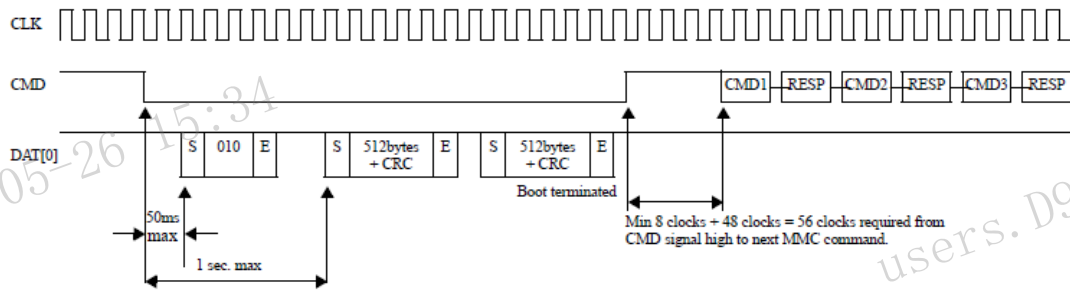 CLK
CMD
CMD1 RESP CMD2 RESP CMD3 RESP
DAT[0]
S 010 E S 512bytes + CRC E S 512bytes + CRC E
Boot terminated
50ms
max
Min 8 clocks + 48 clocks = 56 clocks required from
CMD signal high to next MMC command.
1 sec. max
05-26 15:34
users.D9